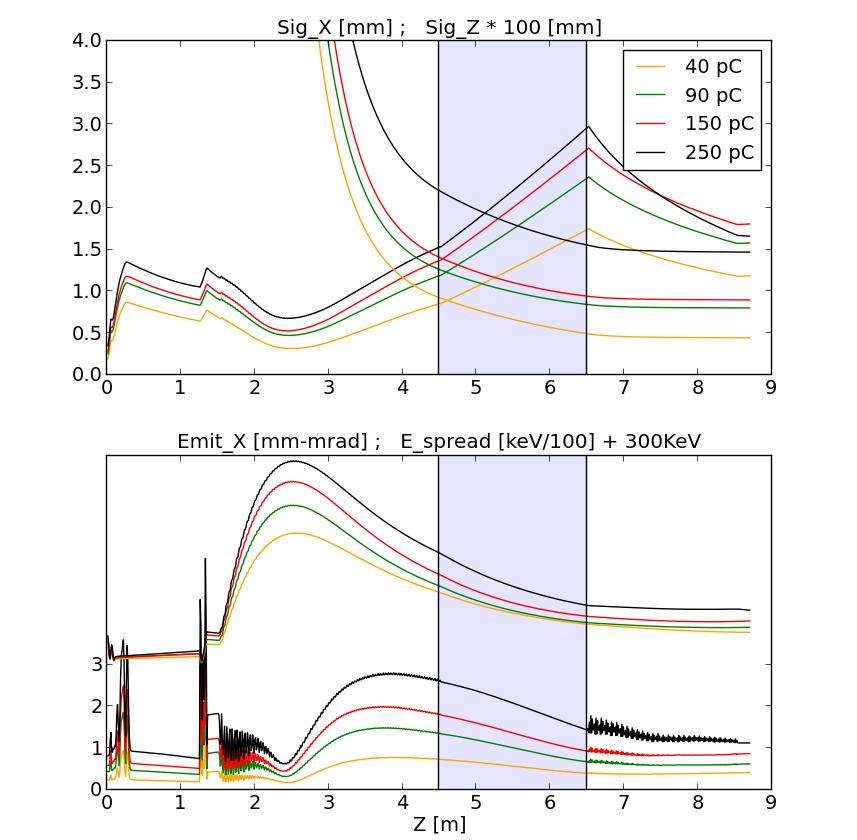 Sig_X [mm] ;   Sig_Z * 100 [mm]
4.0
3.5
3.0
2.5
2.0
1.5
1.0
0.5
0.0
40 pC
90 pC
150 pC
250 pC
0 1 2 3 4 5 6 7 8 9
Emit_X [mm-mrad] ;   E_spread [keV/100] + 300KeV
3
2
1
0
0 1 2 3 4 5 6 7 8 9
Z [m]